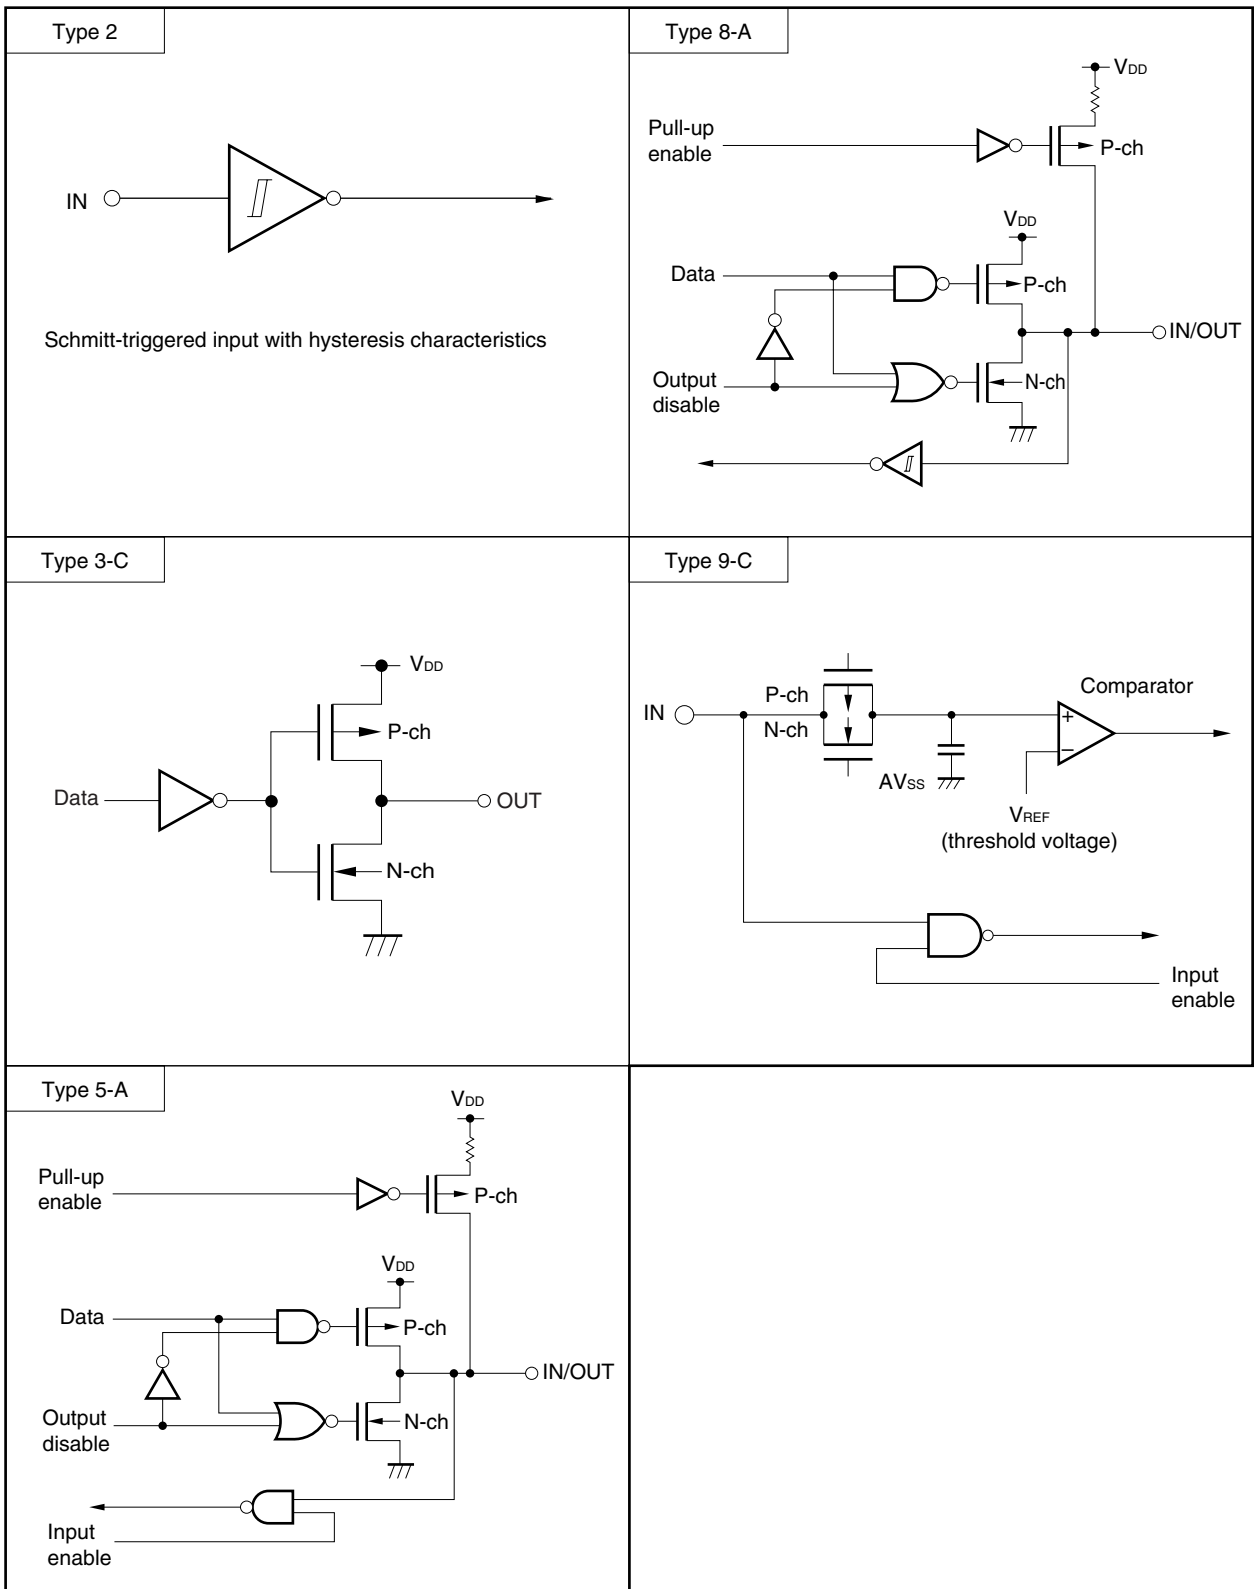 Type 2
IN
Schmitt-triggered input with hysteresis characteristics
Type 8-A
VDD
Pull-up
enable
P-ch
VDD
Data
P-ch
IN/OUT
Output
disable
N-ch
Type 3-C
VDD
P-ch
Data
OUT
N-ch
Type 9-C
Comparator
P-ch
IN
N-ch
+
−
AVSS
VREF
(threshold voltage)
Input
enable
Type 5-A
VDD
Pull-up
enable
P-ch
VDD
Data
P-ch
IN/OUT
Output
disable
N-ch
Input
enable